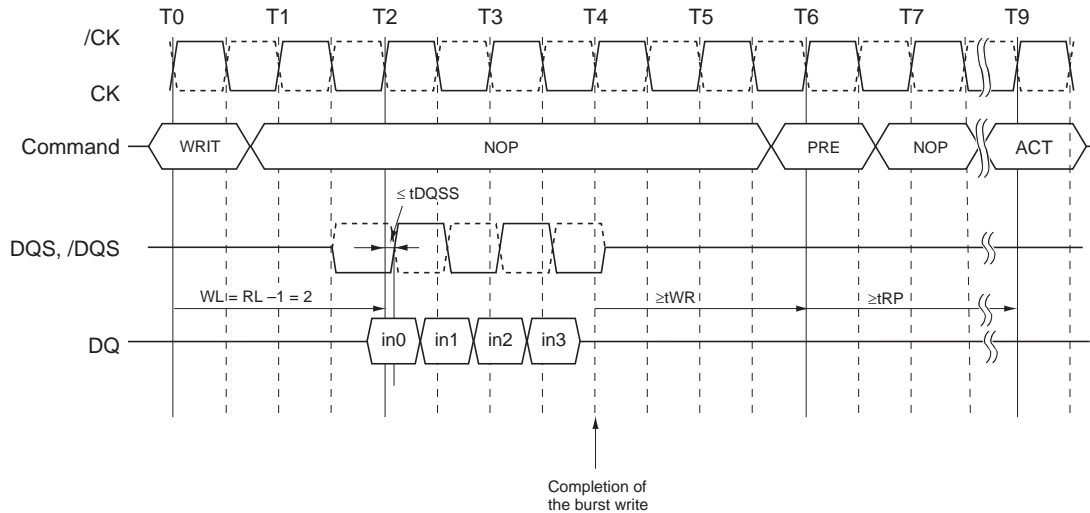 T0 T1 T2 T3 T4 T5 T6 T7 T9
/CK
CK
Command WRIT NOP PRE NOP ACT
≤ tDQSS
DQS, /DQS
WL = RL –1 = 2 ≥tWR ≥tRP
DQ in0 in1 in2 in3
Completion of
the burst write